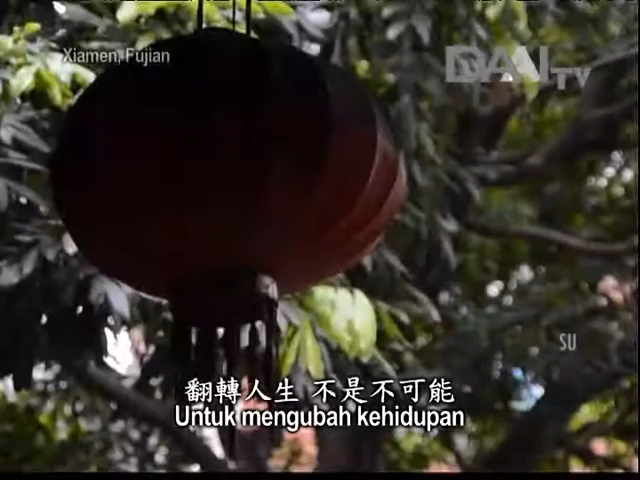 Xiamen, Fujian
DAAI TV
SU
翻轉人生 不是不可能
Untuk mengubah kehidupan